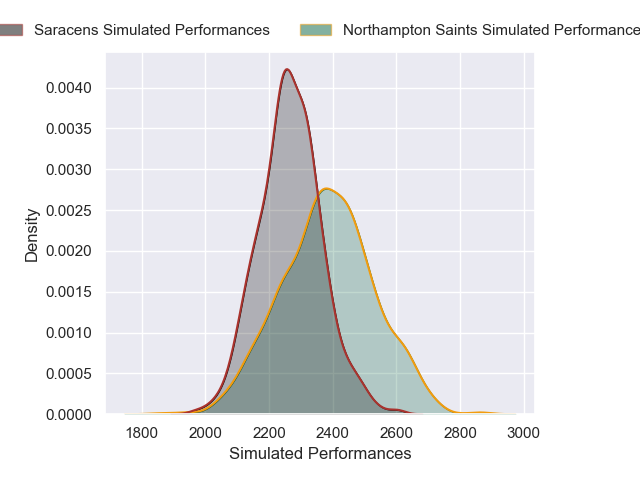 Saracens Simulated Performances
Northampton Saints Simulated Performance
0.0040
0.0035
0.0030
0.0025
0.0020
0.0015
0.0010
0.0005
0.0000
Density
1800 2000 2200 2400 2600 2800 3000
Simulated Performances